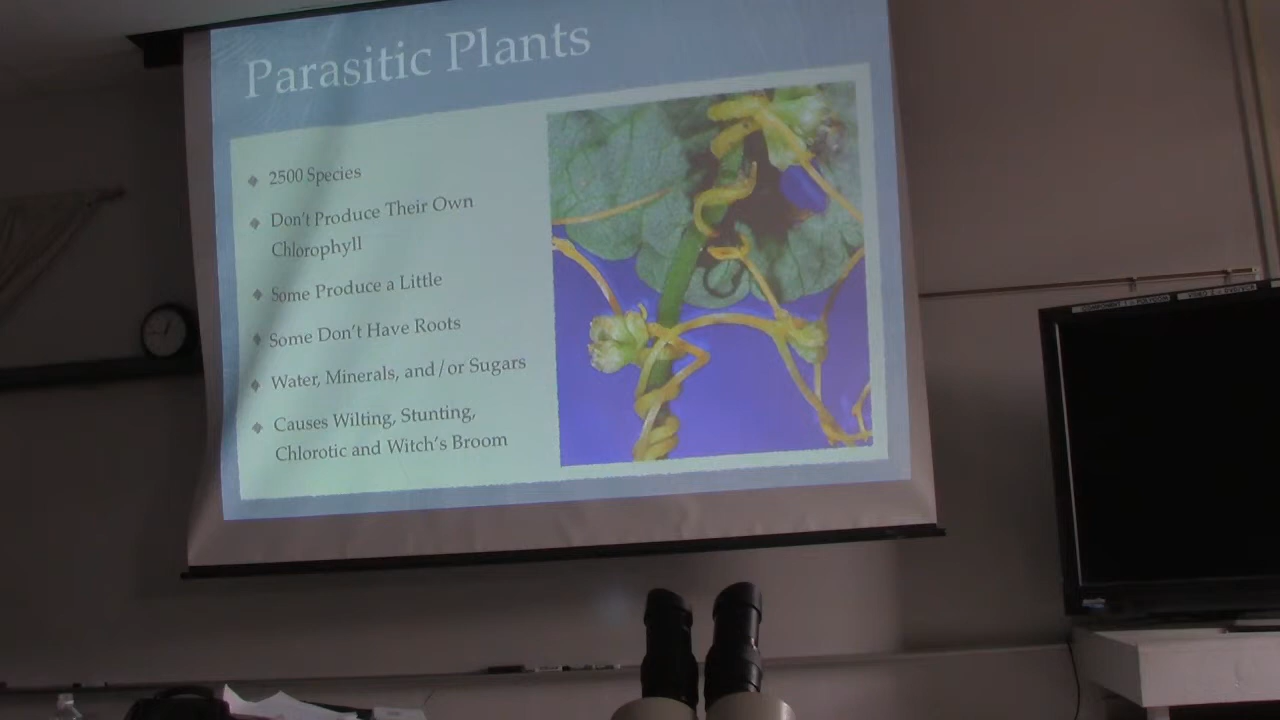 Parasitic Plants
2500 Species
Don't Produce Their Own
Chlorophyll
Some Produce a Little
Some Don't Have Roots
Water, Minerals, and/or Sugars
Causes Wilting, Stunting,
Chlorotic and Witch's Broom